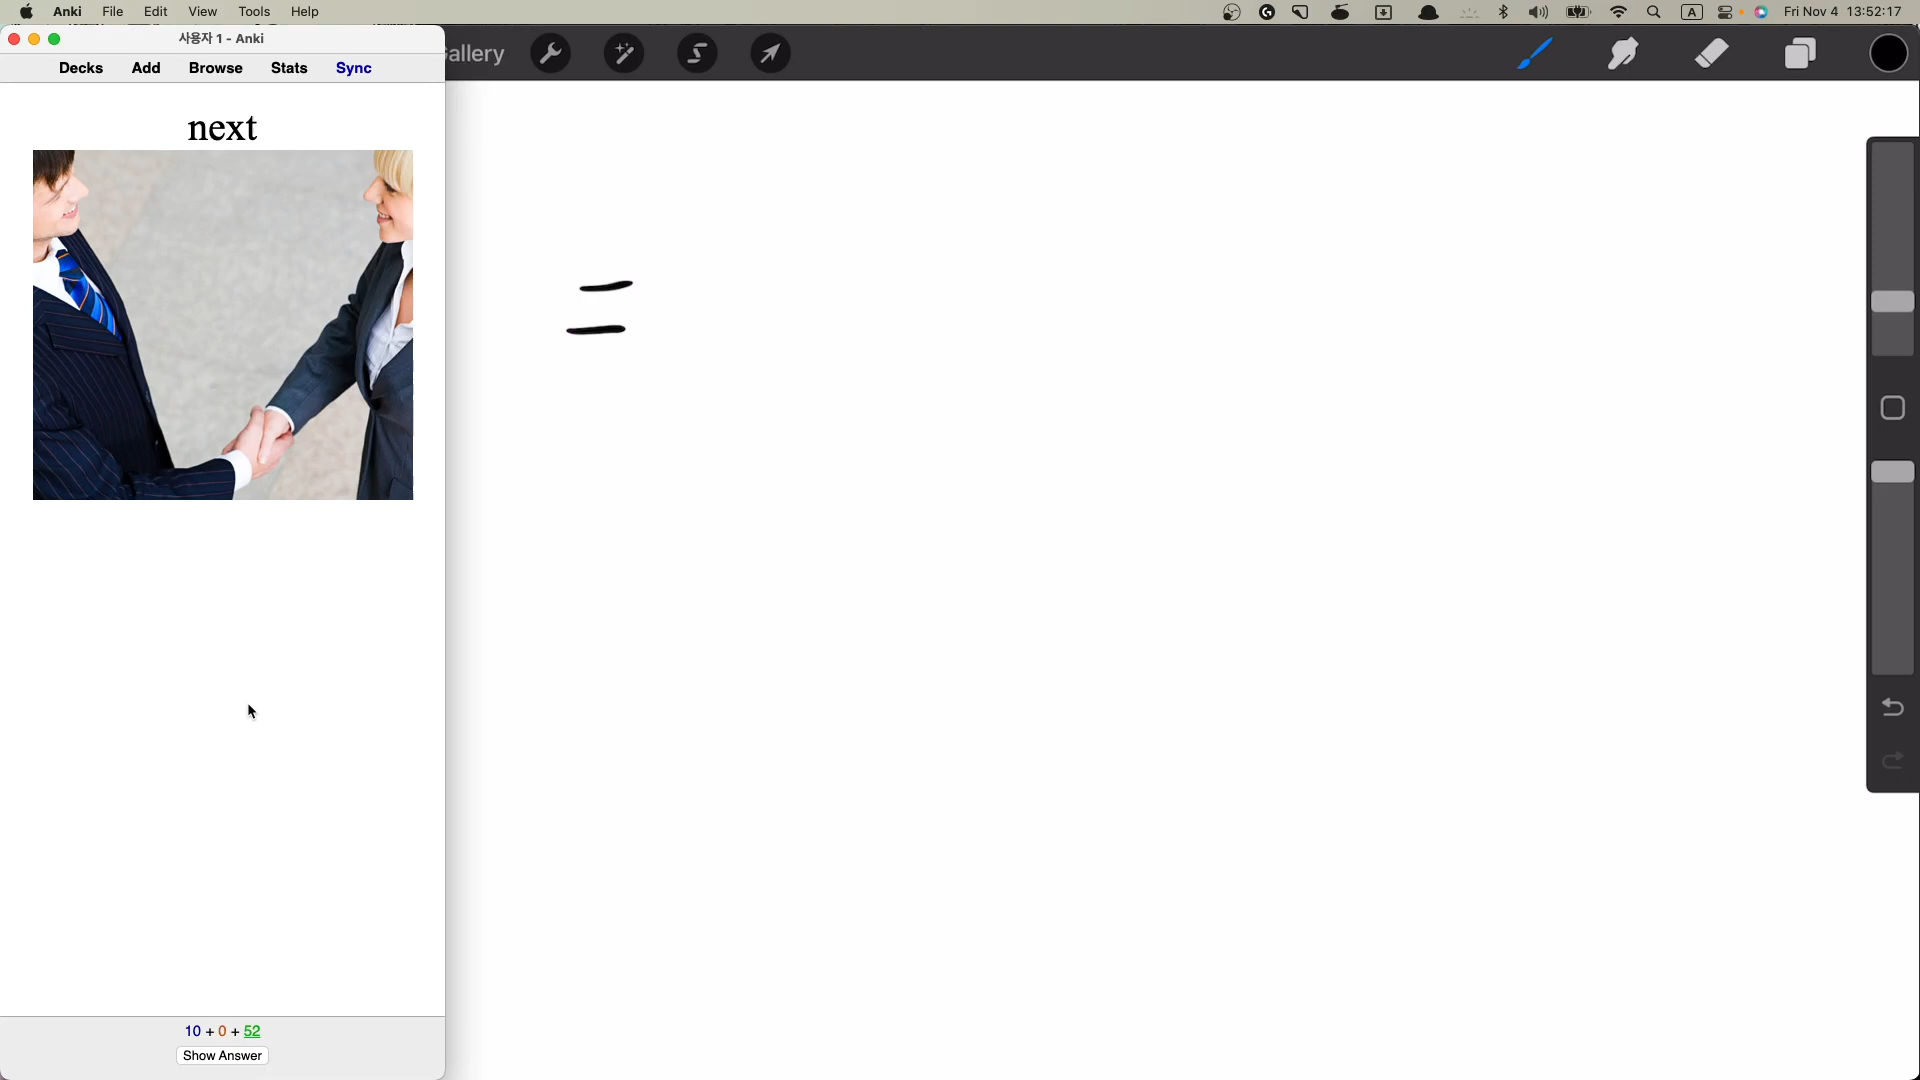 Anki File Edit View Tools Help A Fri Nov 4 13:52:17
사용자 1 - Anki
Decks Add Browse Stats Sync
allery
next
=
10 + 0 + 52
Show Answer